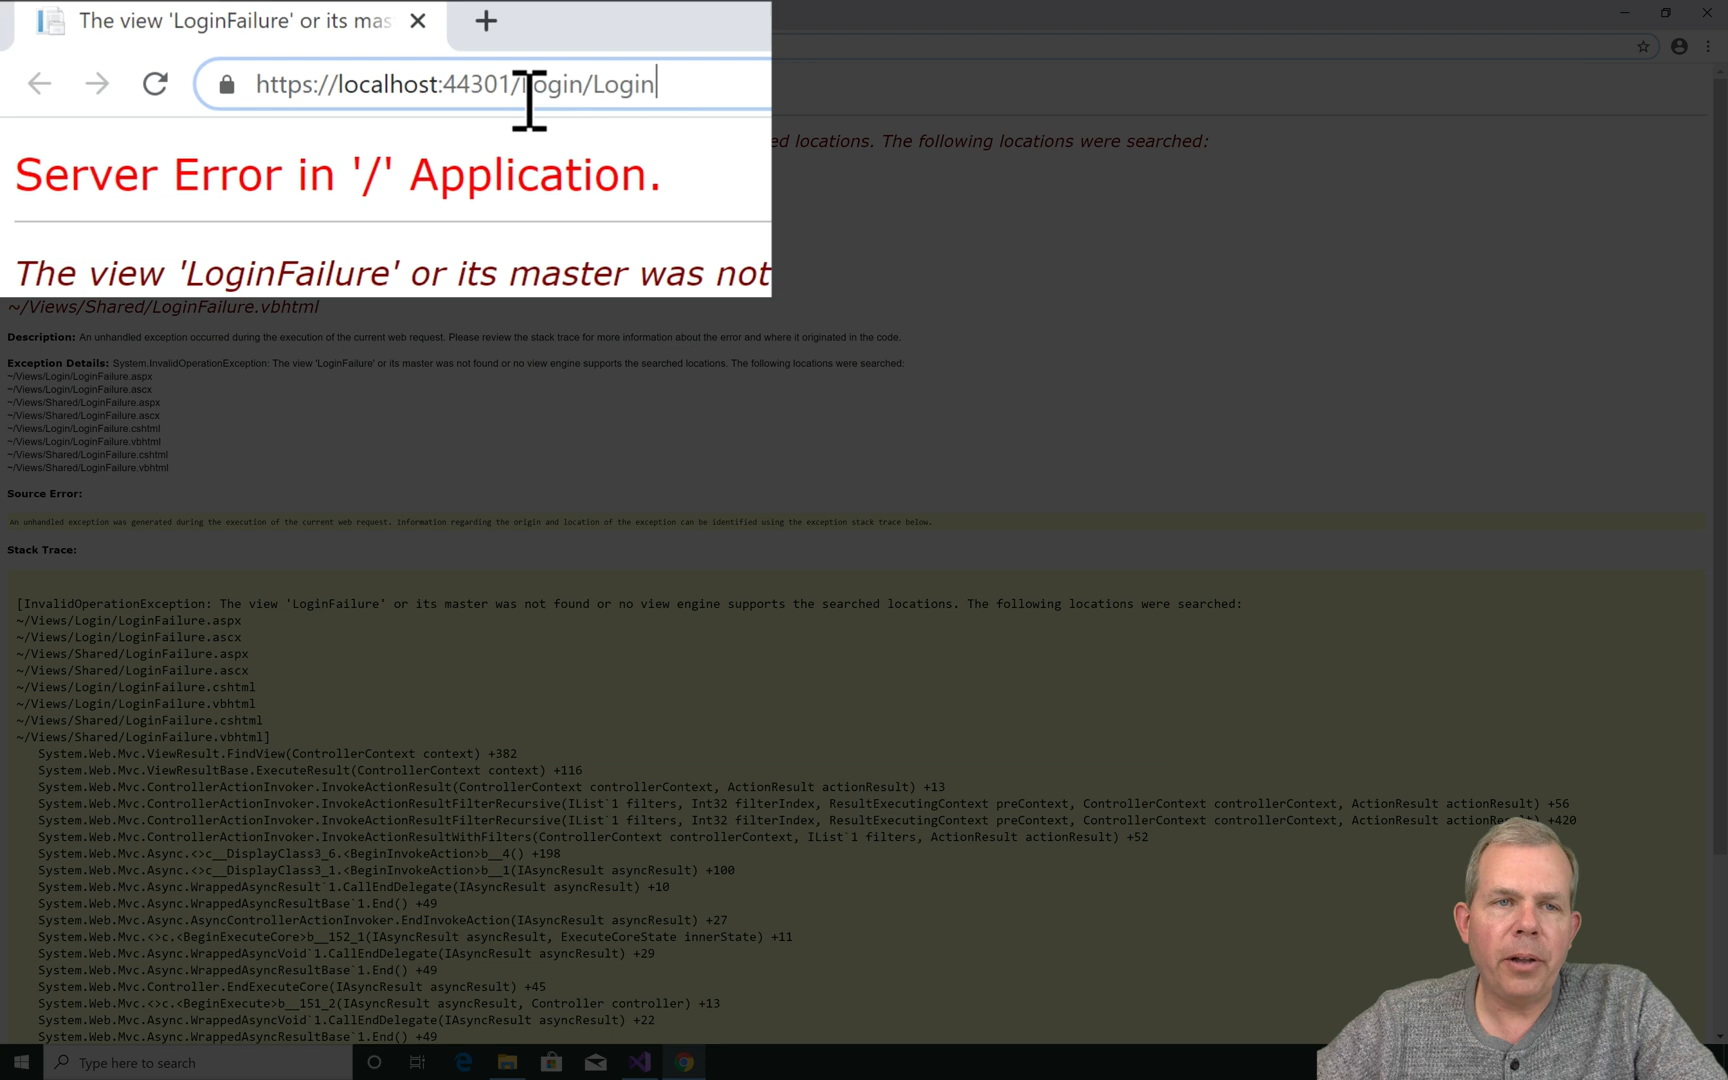 The view 'LoginFailure' or its mas
https://localhost:44301/Login/Login
Server Error in '/' Application.
The view 'LoginFailure' or its master was not
ed locations. The following locations were searched:
~/Views/Shared/LoginFailure.vbhtml
Description: An unhandled exception occurred during the execution of the current web request. Please review the stack trace for more information about the error and where it originated in the code.
Exception Details: System.InvalidOperationException: The view 'LoginFailure' or its master was not found or no view engine supports the searched locations. The following locations were searched:
~/Views/Login/LoginFailure.aspx
~/Views/Login/LoginFailure.ascx
~/Views/Shared/LoginFailure.aspx
~/Views/Shared/LoginFailure.ascx
~/Views/Login/LoginFailure.cshtml
~/Views/Login/LoginFailure.vbhtml
~/Views/Shared/LoginFailure.cshtml
~/Views/Shared/LoginFailure.vbhtml
Source Error:
An unhandled exception was generated during the execution of the current web request. Information regarding the origin and location of the exception can be identified using the exception stack trace below.
Stack Trace:
[InvalidOperationException: The view 'LoginFailure' or its master was not found or no view engine supports the searched locations. The following locations were searched:
~/Views/Login/LoginFailure.aspx
~/Views/Login/LoginFailure.ascx
~/Views/Shared/LoginFailure.aspx
~/Views/Shared/LoginFailure.ascx
~/Views/Login/LoginFailure.cshtml
~/Views/Login/LoginFailure.vbhtml
~/Views/Shared/LoginFailure.cshtml
~/Views/Shared/LoginFailure.vbhtml]
System.Web.Mvc.ViewResult.FindView(ControllerContext context) +382
System.Web.Mvc.ViewResultBase.ExecuteResult(ControllerContext context) +116
System.Web.Mvc.ControllerActionInvoker.InvokeActionResult(ControllerContext controllerContext, ActionResult actionResult) +13
System.Web.Mvc.ControllerActionInvoker.InvokeActionResultFilterRecursive(IList`1 filters, Int32 filterIndex, ResultExecutingContext preContext, ControllerContext controllerContext, ActionResult actionResult) +56
System.Web.Mvc.ControllerActionInvoker.InvokeActionResultFilterRecursive(IList`1 filters, Int32 filterIndex, ResultExecutingContext preContext, ControllerContext controllerContext, ActionResult actionResult) +420
System.Web.Mvc.ControllerActionInvoker.InvokeActionResultWithFilters(ControllerContext controllerContext, IList`1 filters, ActionResult actionResult) +52
System.Web.Mvc.Async.<>c__DisplayClass3_6.<BeginInvokeAction>b__4() +198
System.Web.Mvc.Async.<>c__DisplayClass3_1.<BeginInvokeAction>b__1(IAsyncResult asyncResult) +100
System.Web.Mvc.Async.WrappedAsyncResult`1.CallEndDelegate(IAsyncResult asyncResult) +10
System.Web.Mvc.Async.WrappedAsyncResultBase`1.End() +49
System.Web.Mvc.Async.AsyncControllerActionInvoker.EndInvokeAction(IAsyncResult asyncResult) +27
System.Web.Mvc.<>c.<BeginExecuteCore>b__152_1(IAsyncResult asyncResult, ExecuteCoreState innerState) +11
System.Web.Mvc.Async.WrappedAsyncVoid`1.CallEndDelegate(IAsyncResult asyncResult) +29
System.Web.Mvc.Async.WrappedAsyncResultBase`1.End() +49
System.Web.Mvc.Controller.EndExecuteCore(IAsyncResult asyncResult) +45
System.Web.Mvc.<>c.<BeginExecute>b__151_2(IAsyncResult asyncResult, Controller controller) +13
System.Web.Mvc.Async.WrappedAsyncVoid`1.CallEndDelegate(IAsyncResult asyncResult) +22
System.Web.Mvc.Async.WrappedAsyncResultBase`1.End() +49
Type here to search